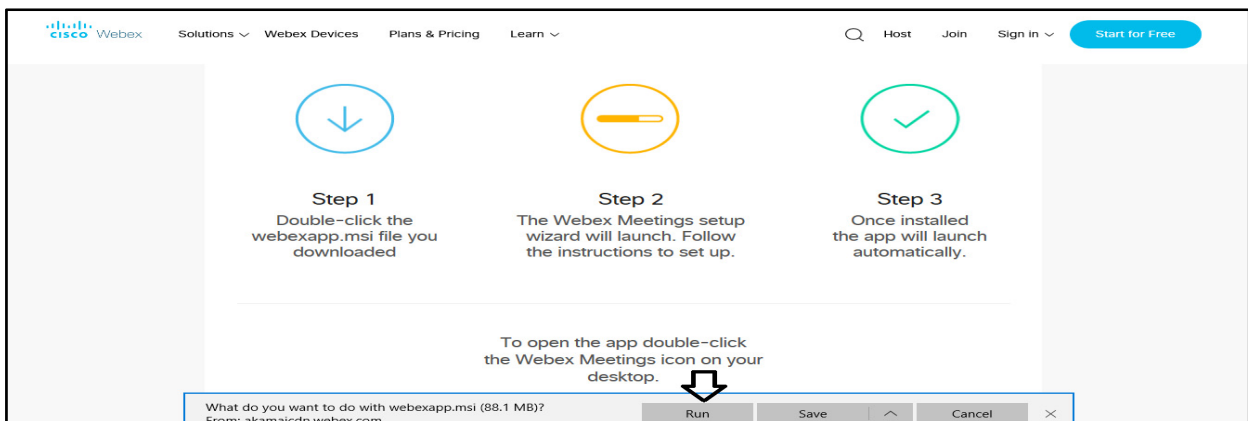 CISCO Webex Solutions Webex Devices Plans & Pricing Learn Host Join Sign in Start for Free
Step 1
Double-click the
webexapp.msi file you
downloaded
Step 2
The Webex Meetings setup
wizard will launch. Follow
the instructions to set up.
Step 3
Once installed
the app will launch
automatically.
To open the app double-click
the Webex Meetings icon on your
desktop.
What do you want to do with webexapp.msi (88.1 MB)?
From: akamaicdn.webex.com
Run Save Cancel